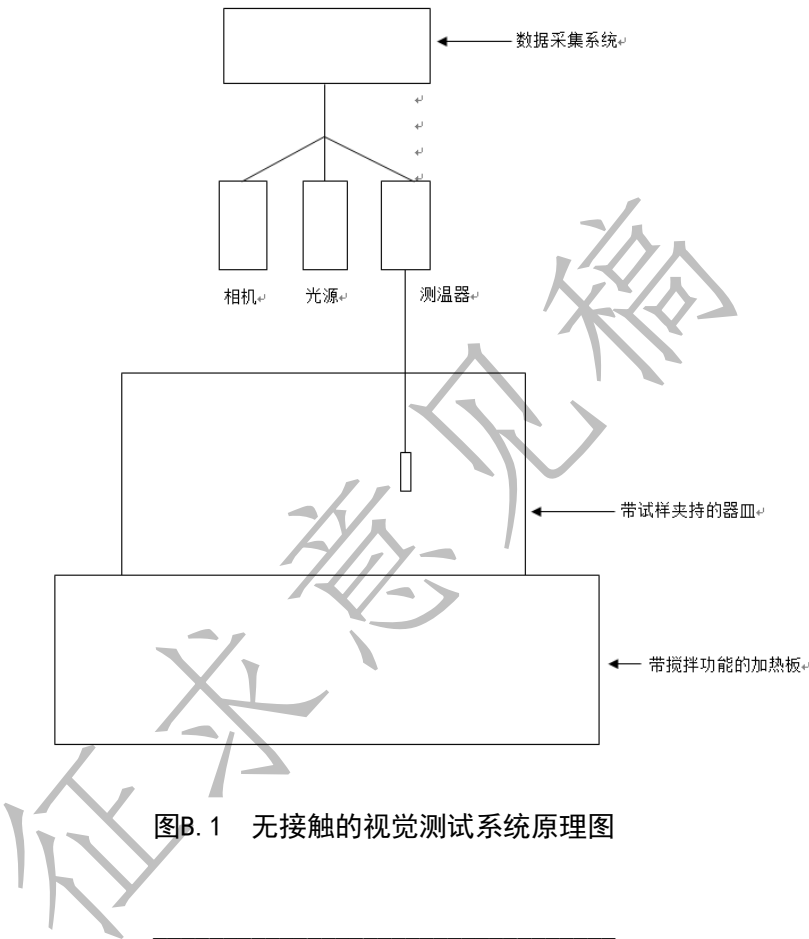 数据采集系统
相机
光源
测温器
带试样夹持的器皿
带搅拌功能的加热板
图B.1 无接触的视觉测试系统原理图
征求意见稿